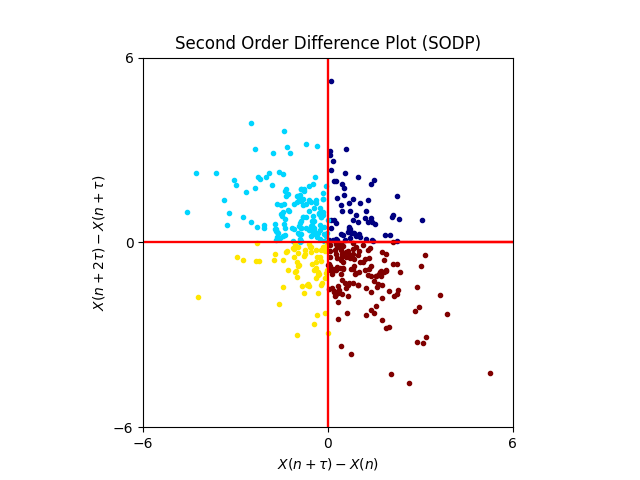 Second Order Difference Plot (SODP)
6
X(n + 2τ) − X(n + τ)
0
−6
−6 0 6
X(n + τ) − X(n)